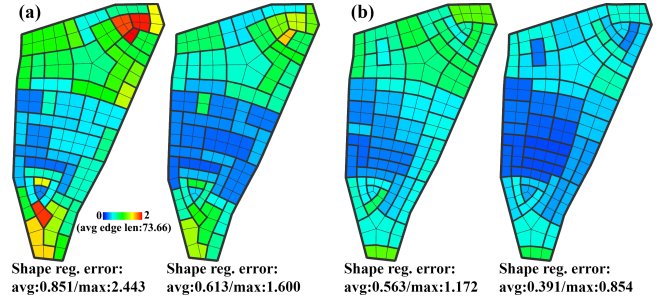 (a)
(b)
0
2
(avg edge len:73.66)
Shape reg. error:
avg:0.851/max:2.443
Shape reg. error:
avg:0.613/max:1.600
Shape reg. error:
avg:0.563/max:1.172
Shape reg. error:
avg:0.391/max:0.854